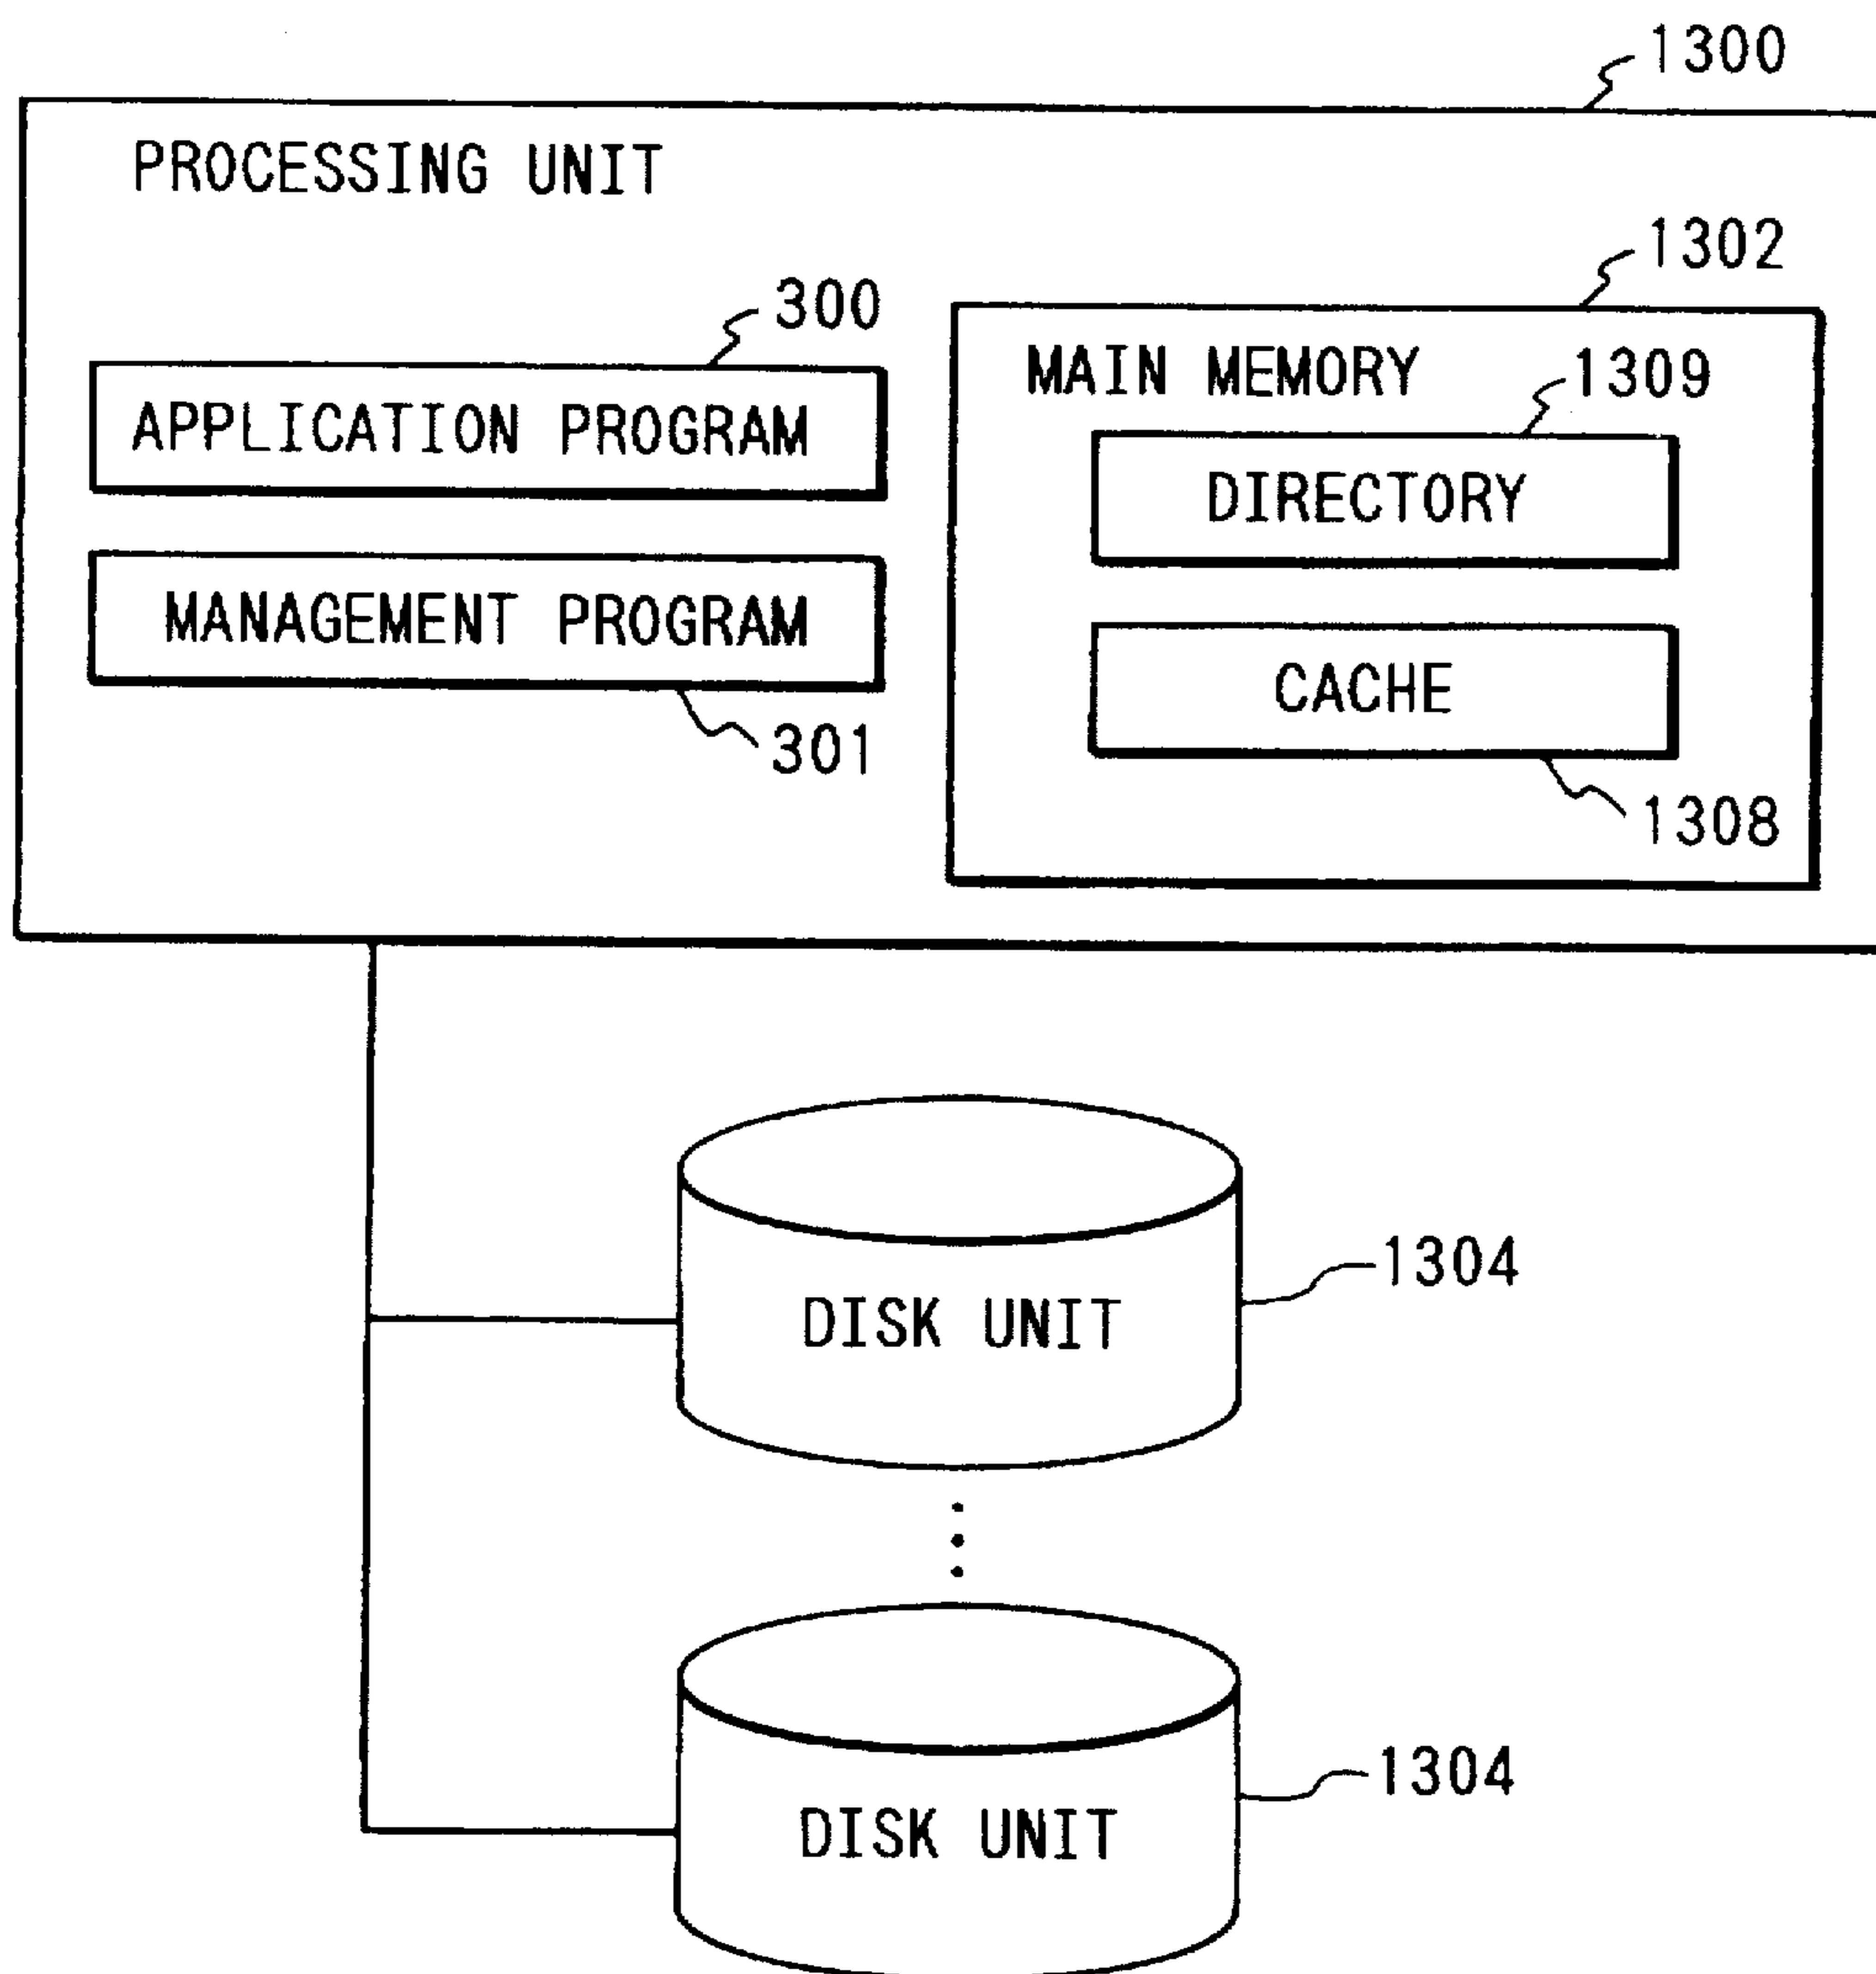 1300
PROCESSING UNIT
1302
300
MAIN MEMORY
1309
APPLICATION PROGRAM
DIRECTORY
MANAGEMENT PROGRAM
CACHE
301
1308
1304
DISK UNIT
1304
DISK UNIT